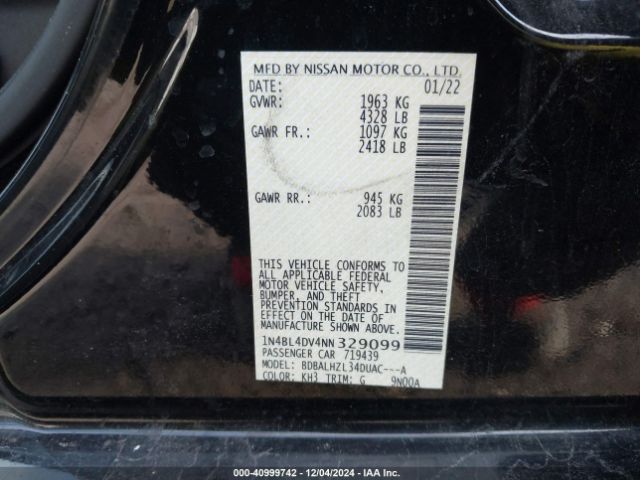 MFD BY NISSAN MOTOR CO., LTD.
DATE: 01/22
GVWR: 1963 KG
4328 LB
GAWR FR.: 1097 KG
2418 LB
GAWR RR.: 945 KG
2083 LB
THIS VEHICLE CONFORMS TO
ALL APPLICABLE FEDERAL
MOTOR VEHICLE SAFETY,
BUMPER, AND THEFT
PREVENTION STANDARDS IN
EFFECT ON THE DATE OF
MANUFACTURE SHOWN ABOVE.
1N4BL4DV4NN 329099
PASSENGER CAR 719439
MODEL: BDBALHZL34DUAC---A
COLOR: KH3 TRIM: G 9N00A
000-40999742 - 12/04/2024 - IAA Inc.